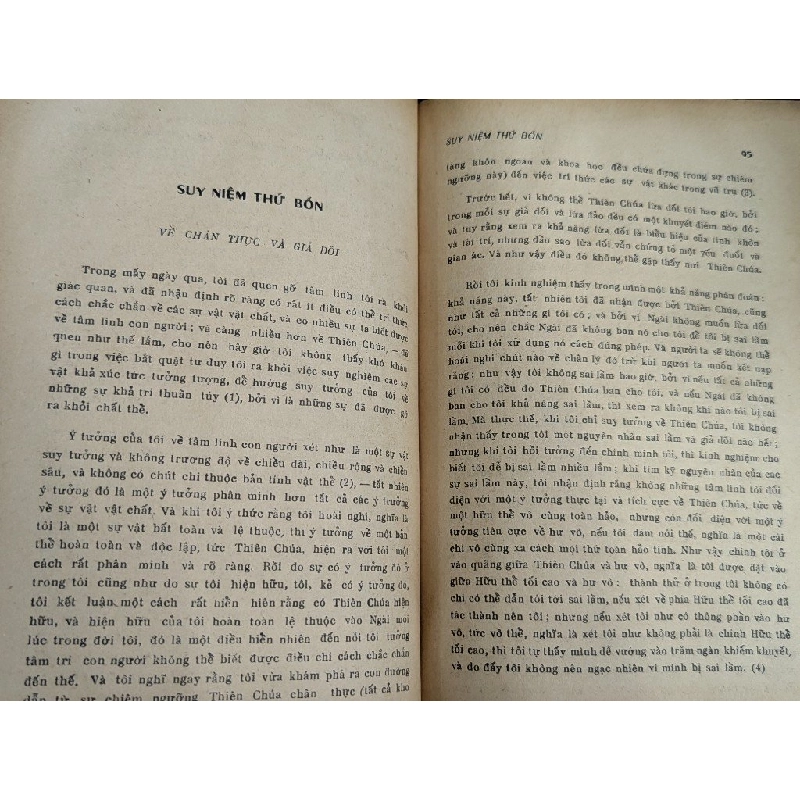 SUY NIỆM THỨ BỐN
VỀ CHÂN THỰC VÀ GIẢ DỐI
Trong mấy ngày qua, tôi đã quen gỡ tâm linh tôi ra khỏi
giác quan, và đã nhận định rõ ràng có rất ít điều có thể tri thức
cách chắc chắn về các sự vật vật chất, và co nhiều sự ta biết được
về tâm linh con người; và càng nhiều hơn về Thiên Chúa, — đã
quen như thế lắm, cho nên bây giờ tôi không thấy khó khăn
gì trong việc bắt quặt tư duy tôi ra khỏi việc suy nghiệm các sự
vật khả xúc tức tưởng tượng, để hướng suy tưởng của tôi về
những sự khả tri thuần túy (1), bởi vì là những sự đã được gỡ
ra khỏi chất thể.
Ý tưởng của tôi về tâm linh con người xét như là một sự vật
suy tưởng và không trương độ về chiều dài, chiều rộng và chiều
sâu, và không có chút chi thuộc bản tính vật thể (2), — tất nhiên
ý tưởng đó là một ý tưởng phân minh hơn tất cả các ý tưởng
về sự vật vật chất. Và khi tôi ý thức rằng tôi hoài nghi, nghĩa là
tôi là một sự vật bất toàn và lệ thuộc, thì ý tưởng về một bản
thể hoàn toàn và độc lập, tức Thiên Chúa, hiện ra với tôi một
cách rất phân minh và rõ ràng. Rồi do sự có ý tưởng đó ở
trong tôi cũng như do sự tôi hiện hữu, tôi, kẻ có ý tưởng đó,
tôi kết luận một cách rất hiển hiên rằng có Thiên Chúa hiện
hữu, và hiện hữu của tôi hoàn toàn lệ thuộc vào Ngài mọi
lúc trong đời tôi, đó là một điều hiển nhiên đến nỗi tôi tưởng
tâm trí con người không thể biết được điều chi cách chắc chắn
đến thế. Và tôi nghĩ ngay rằng tôi vừa khám phá ra con đường
dẫn từ sự chiêm ngưỡng Thiên Chúa chân thực (tất cả kho
SUY NIỆM THỨ BỐN
95
tàng khôn ngoan và khoa học đều chứa đựng trong sự chiêm
ngưỡng này) đến việc tri thức các sự vật khác trong vũ trụ (3).
Trước hết, vì không thể Thiên Chúa lừa dối tôi bao giờ, bởi
trong mỗi sự giả dối và lừa đảo đều có một khuyết điểm nào đó;
và tuy rằng xem ra khả năng lừa dối là biểu hiệu của tinh khôn
và tài trí, nhưng dầu sao lừa dối vẫn chứng tỏ một yếu đuối và
gian ác. Và như vậy điều đó không thể gặp thấy nơi Thiên Chúa.
Rồi tôi kinh nghiệm thấy trong mình một khả năng phán đoán:
khả năng này, tất nhiên tôi đã nhận được bởi Thiên Chúa, cũng
như tất cả những gì tôi có; và bởi vì Ngài không muốn lừa dối
tôi, cho nên chắc Ngài đã không ban nó cho tôi để tôi bị sai lầm
mỗi khi tôi xử dụng nó cách đúng phép. Và người ta sẽ không thể
hoài nghi chút nào về chân lý đó trừ khi người ta muốn kết cup
rằng: như vậy tôi không sai lầm bao giờ, bởi vì nếu tất cả những
gì tôi có đều do Thiên Chúa ban cho tôi, và nếu Ngài đã không
ban cho tôi khả năng sai lầm, thì xem ra không khi nào tôi bị sai
lầm. Mà thực thế, khi tôi chỉ suy tưởng về Thiên Chúa, tôi không
nhận thấy trong tôi một nguyên nhân sai lầm và giả dối nào hết;
nhưng khi tôi hồi tưởng đến chính mình tôi, thì kinh nghiệm cho
biết tôi dễ bị sai lầm nhiều lắm; khi tìm kỹ nguyên nhân của các
sự sai lầm này, tôi nhận định rằng không những tâm linh tôi đối
diện với một ý tưởng thực tại và tích cực về Thiên Chúa, tức về
một hữu thể vô cùng toàn hảo, nhưng còn đối diện với một ý
tưởng tiêu cực về hư vô, nếu tôi dám nói thế, nghĩa là một cái
chi vô cùng xa cách mọi thứ toàn hảo tính. Như vậy chính tôi ở
vào quãng giữa Thiên Chúa và hư vô, nghĩa là tôi được đặt vào
giữa Hữu thể tối cao và hư vô: thành thử ở trong tôi không có
chi có thể dẫn tôi tới sai lầm, nếu xét về phía Hữu thể tối cao đã
tác thành nên tôi; nhưng nếu xét tôi như có thông phần vào hư
vô, tức vô thể, nghĩa là xét tôi như không phải là chính Hữu thể
tối cao, thì tôi tự thấy mình dễ vướng vào trăm ngàn khiếm khuyết,
và do đấy tôi không nên ngạc nhiên vì mình bị sai lầm. (4)